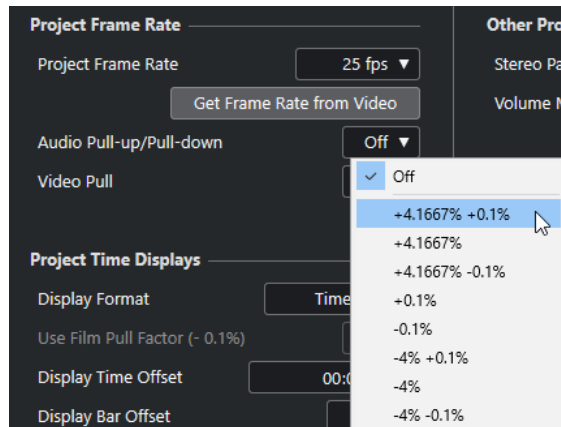 Project Frame Rate
Other Pro
Project Frame Rate
25 fps
Stereo Pa
Get Frame Rate from Video
Volume
Audio Pull-up/Pull-down
Off
Video Pull
Off
+4.1667% +0.1%
+4.1667%
+4.1667% -0.1%
+0.1%
-0.1%
-4% +0.1%
-4%
-4% -0.1%
Project Time Displays
Display Format
Time
Use Film Pull Factor (- 0.1%)
Display Time Offset
00:
Display Bar Offset